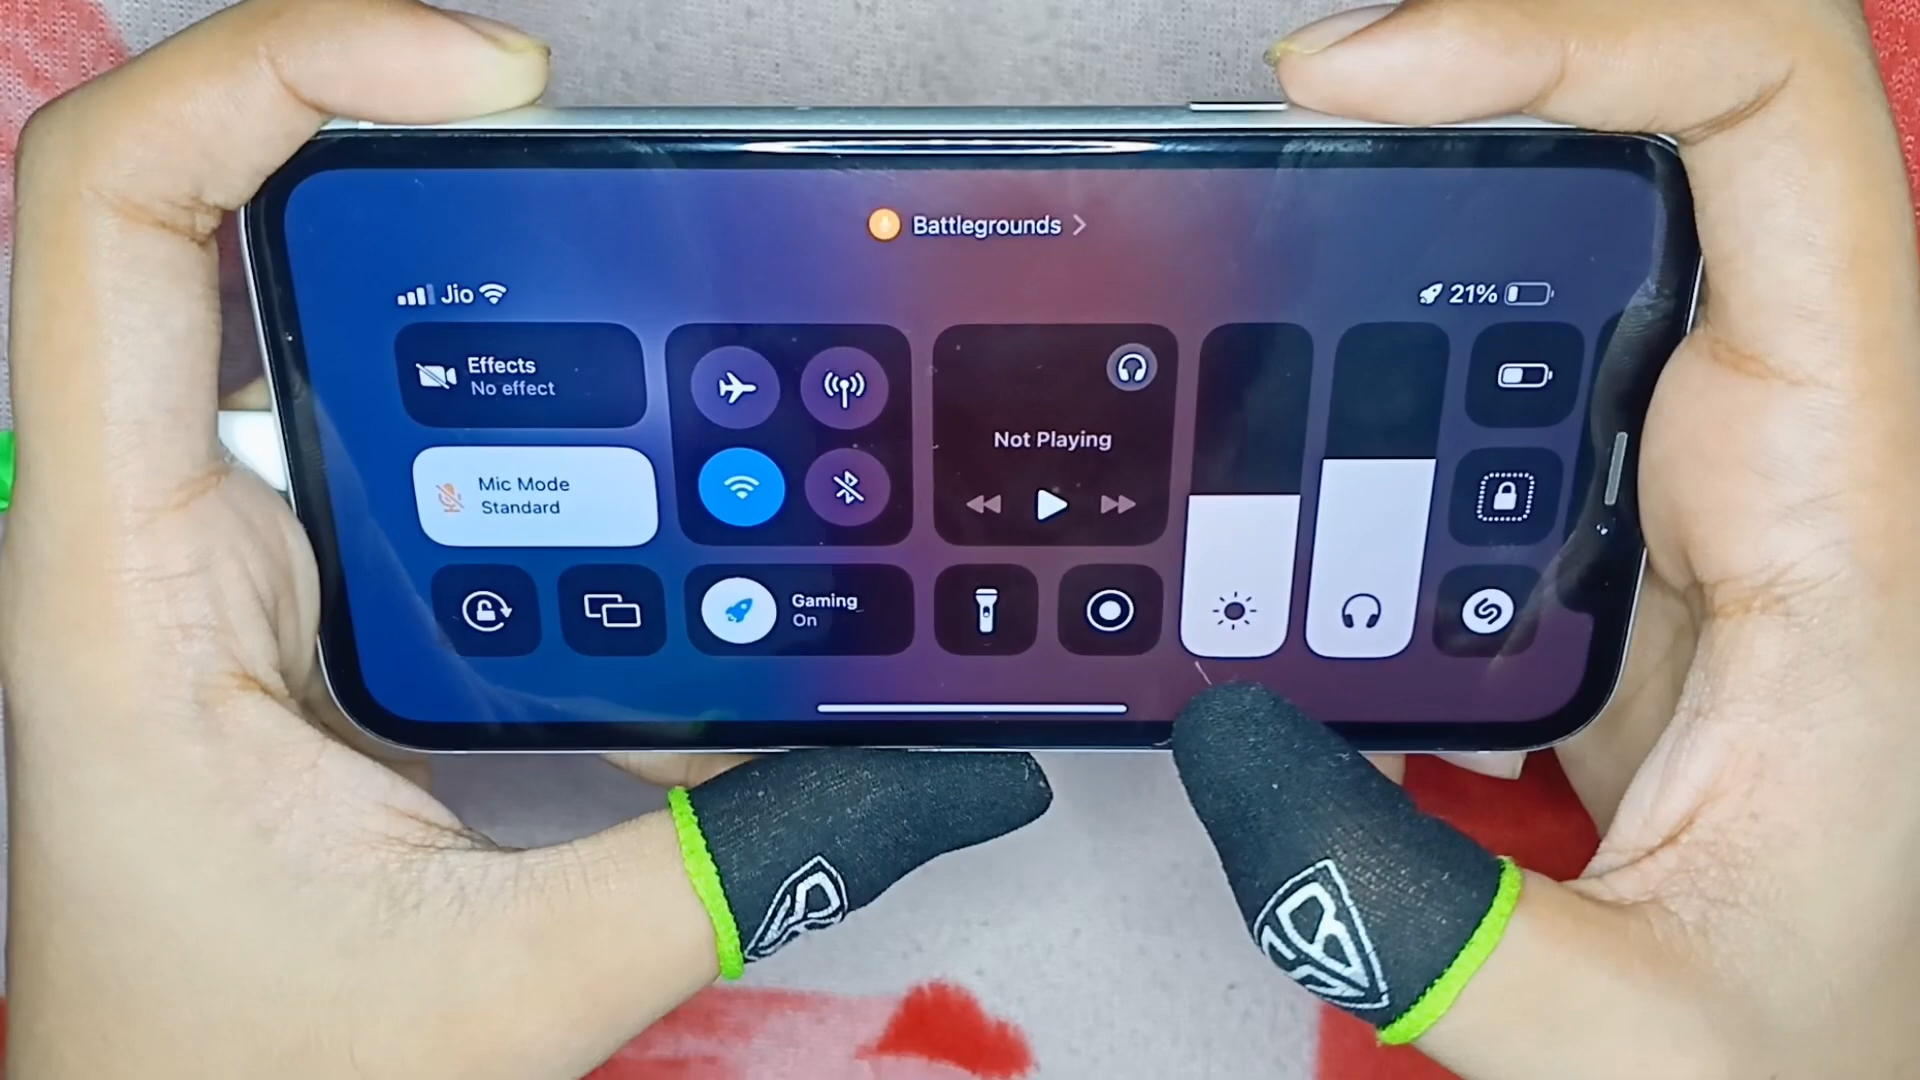 Battlegrounds
Jio
21%
Effects
No effect
Mic Mode
Standard
Not Playing
Gaming
On